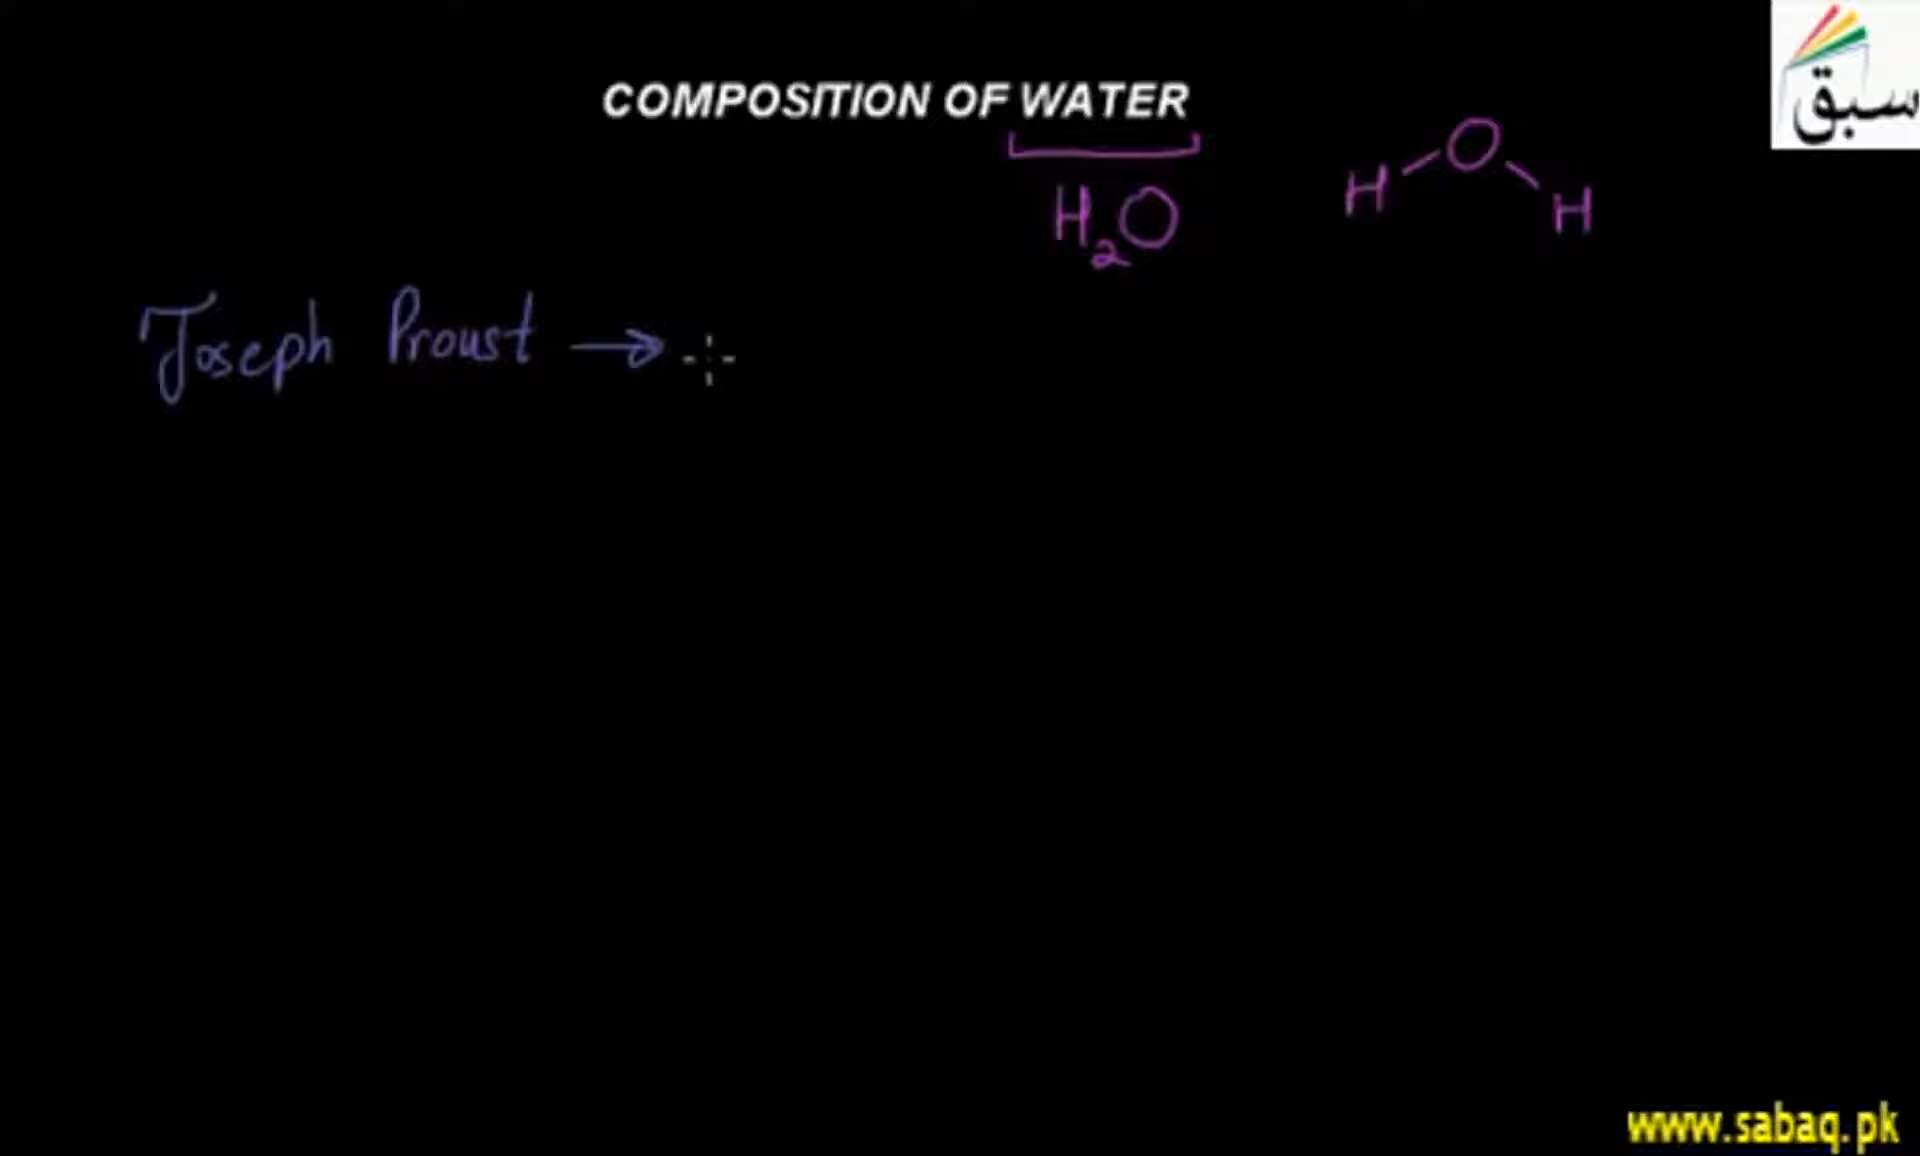 سبق
COMPOSITION OF WATER
H₂O
H - O - H
Joseph Proust →
www.sabaq.pk